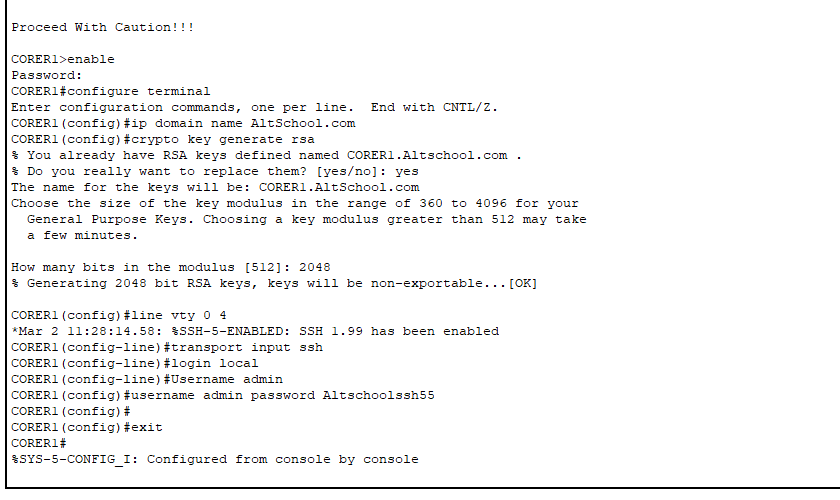 Proceed With Caution!!!
CORER1>enable
Password:
CORER1#configure terminal
Enter configuration commands, one per line.  End with CNTL/Z.
CORER1(config)#ip domain name AltSchool.com
CORER1(config)#crypto key generate rsa
% You already have RSA keys defined named CORER1.Altschool.com .
% Do you really want to replace them? [yes/no]: yes
The name for the keys will be: CORER1.AltSchool.com
Choose the size of the key modulus in the range of 360 to 4096 for your
  General Purpose Keys. Choosing a key modulus greater than 512 may take
  a few minutes.
How many bits in the modulus [512]: 2048
% Generating 2048 bit RSA keys, keys will be non-exportable...[OK]
CORER1(config)#line vty 0 4
*Mar 2 11:28:14.58: %SSH-5-ENABLED: SSH 1.99 has been enabled
CORER1(config-line)#transport input ssh
CORER1(config-line)#login local
CORER1(config-line)#Username admin
CORER1(config)#username admin password Altschoolssh55
CORER1(config)#
CORER1(config)#exit
CORER1#
%SYS-5-CONFIG_I: Configured from console by console